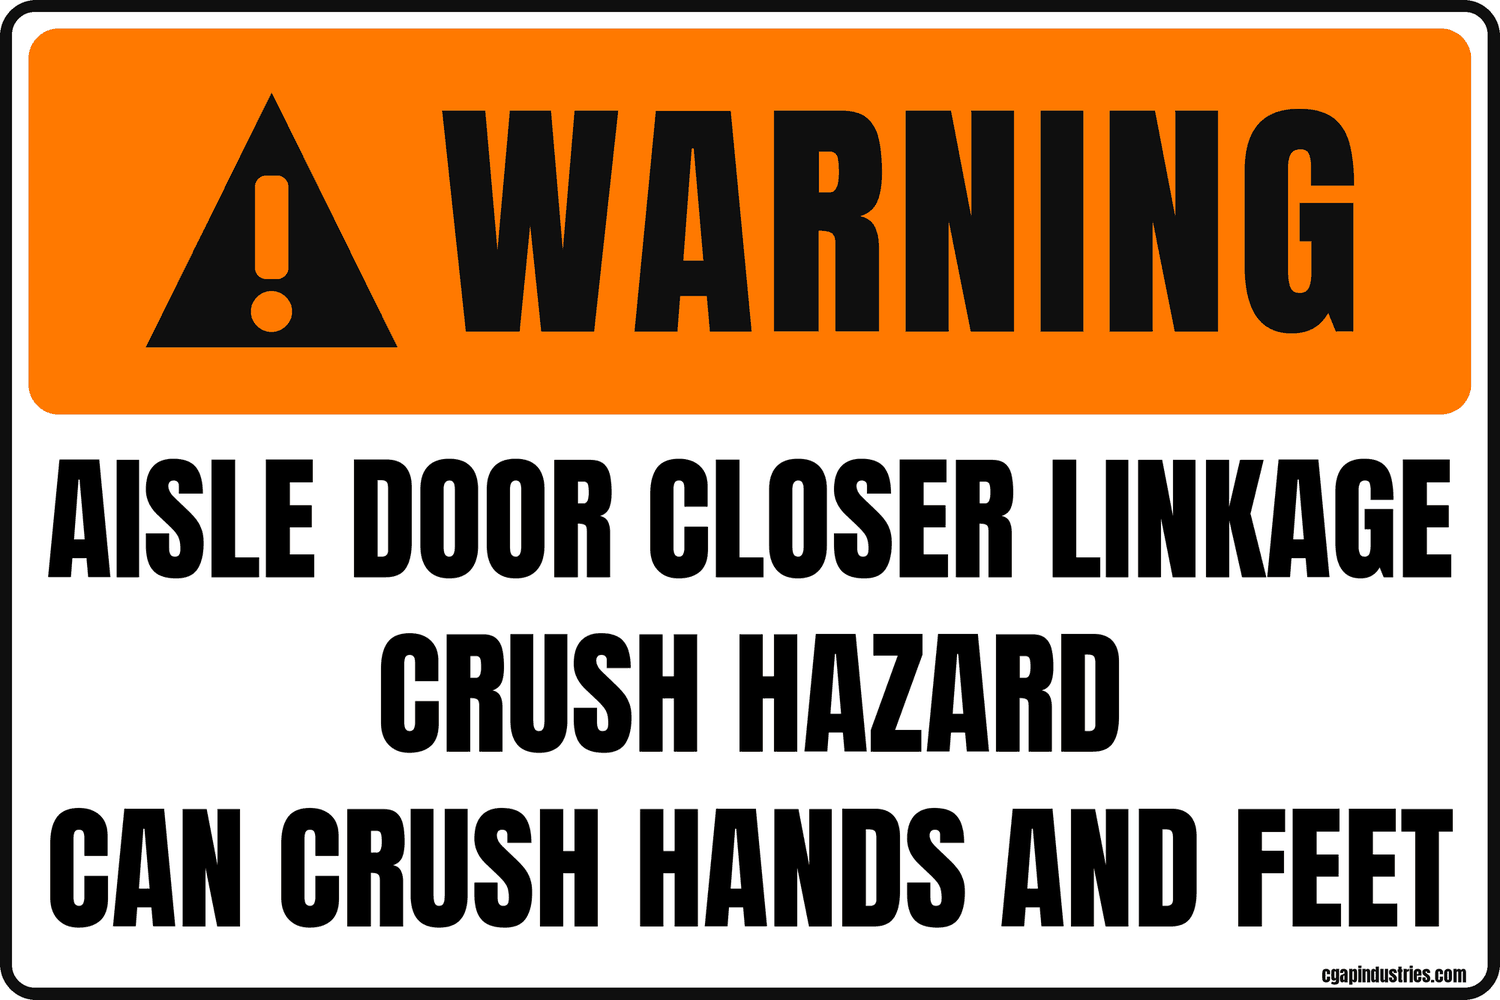 WARNING
AISLE DOOR CLOSER LINKAGE
CRUSH HAZARD
CAN CRUSH HANDS AND FEET
cgapindustries.com